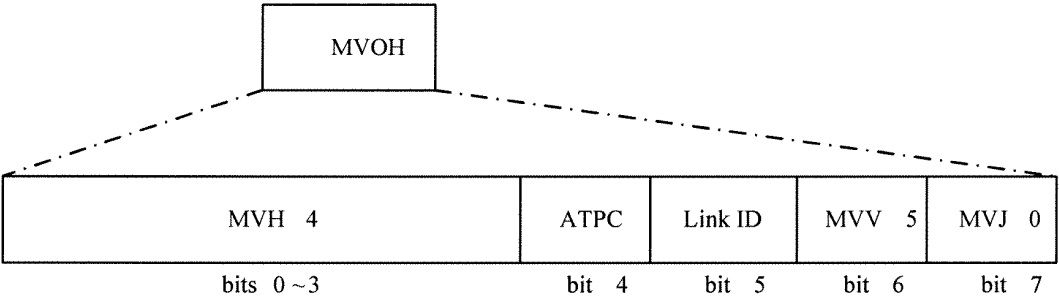 MVOH
MVH 4 ATPC Link ID MVV 5 MVJ 0
bits 0~3 bit 4 bit 5 bit 6 bit 7